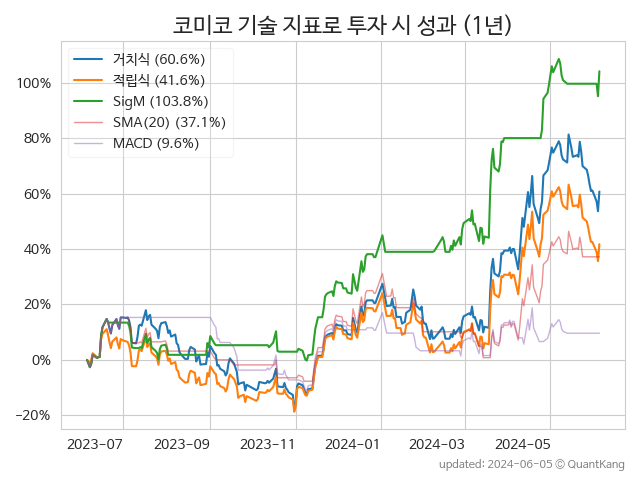 코미코 기술 지표로 투자 시 성과 (1년)
거치식 (60.6%)
적립식 (41.6%)
SigM (103.8%)
SMA(20) (37.1%)
MACD (9.6%)
100%
80%
60%
40%
20%
0%
−20%
2023−07
2023−09
2023−11
2024−01
2024−03
2024−05
updated: 2024-06-05 © QuantKang